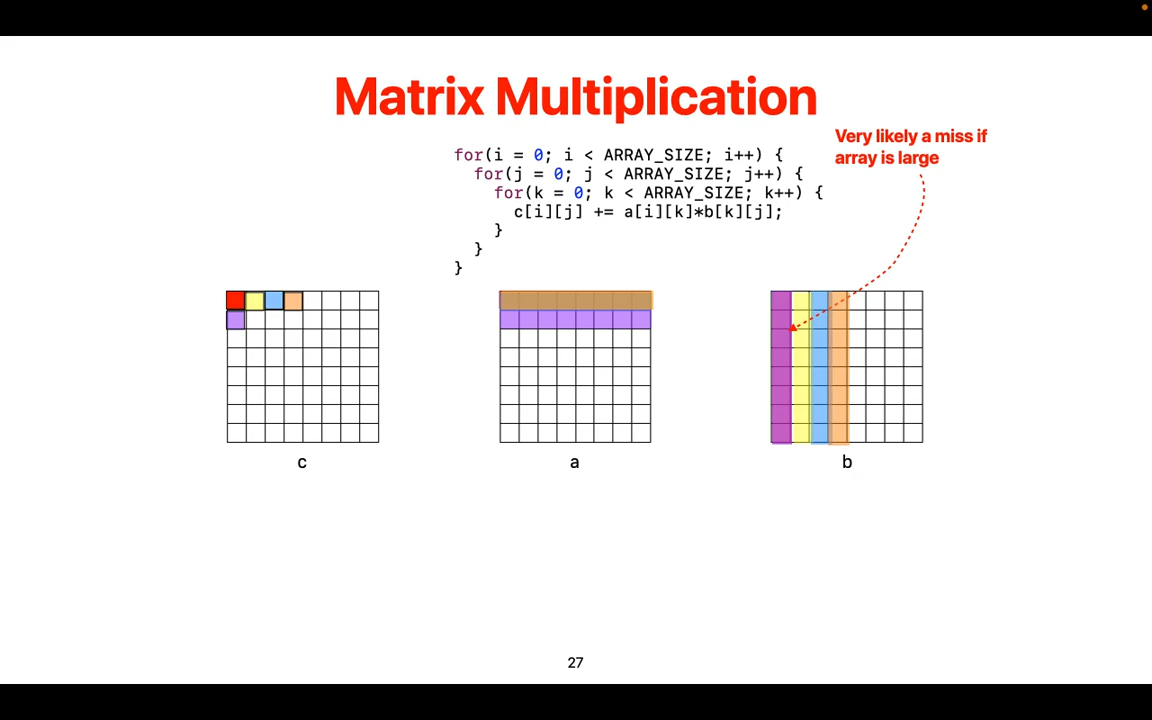 Matrix Multiplication
Very likely a miss if
array is large
for(i = 0; i < ARRAY_SIZE; i++) {
for(j = 0; j < ARRAY_SIZE; j++) {
for(k = 0; k < ARRAY_SIZE; k++) {
c[i][j] += a[i][k]*b[k][j];
}
}
}
c
a
b
27